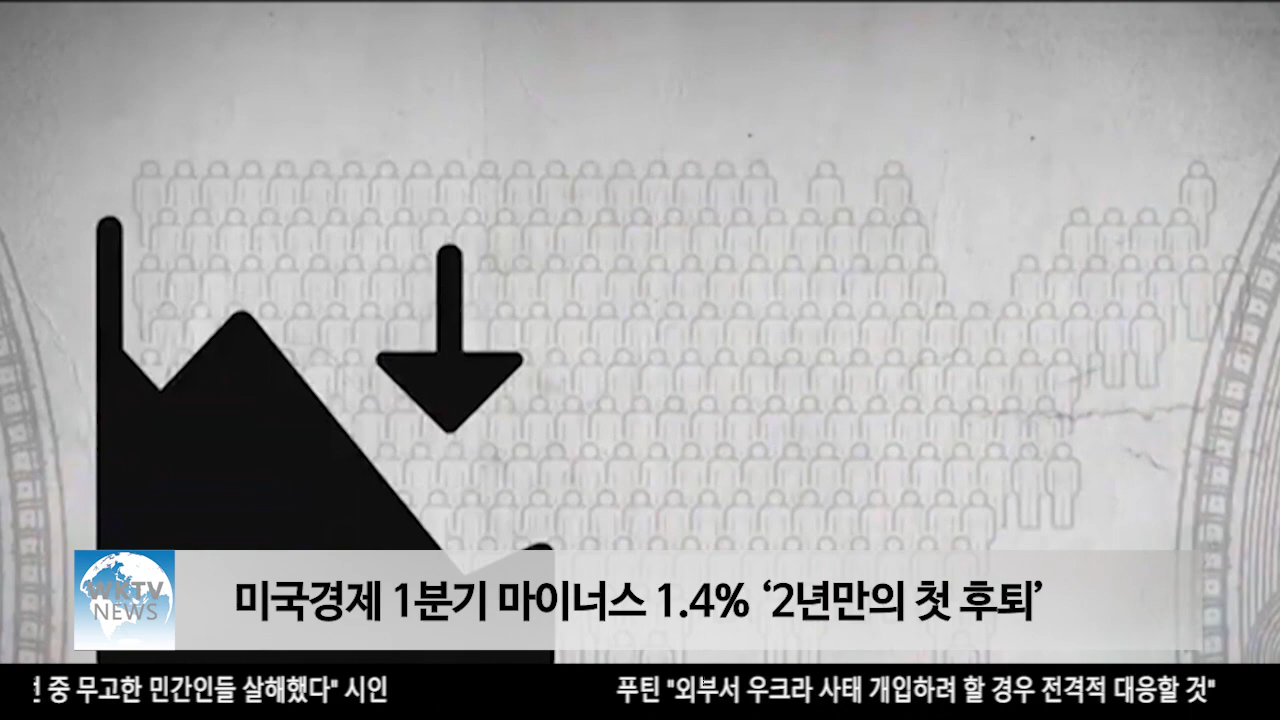 WKTV
NEWS
미국경제 1분기 마이너스 1.4% ‘2년만의 첫 후퇴’
중 무고한 민간인들 살해했다" 시인 푸틴 "외부서 우크라 사태 개입하려 할 경우 전격적 대응할 것"